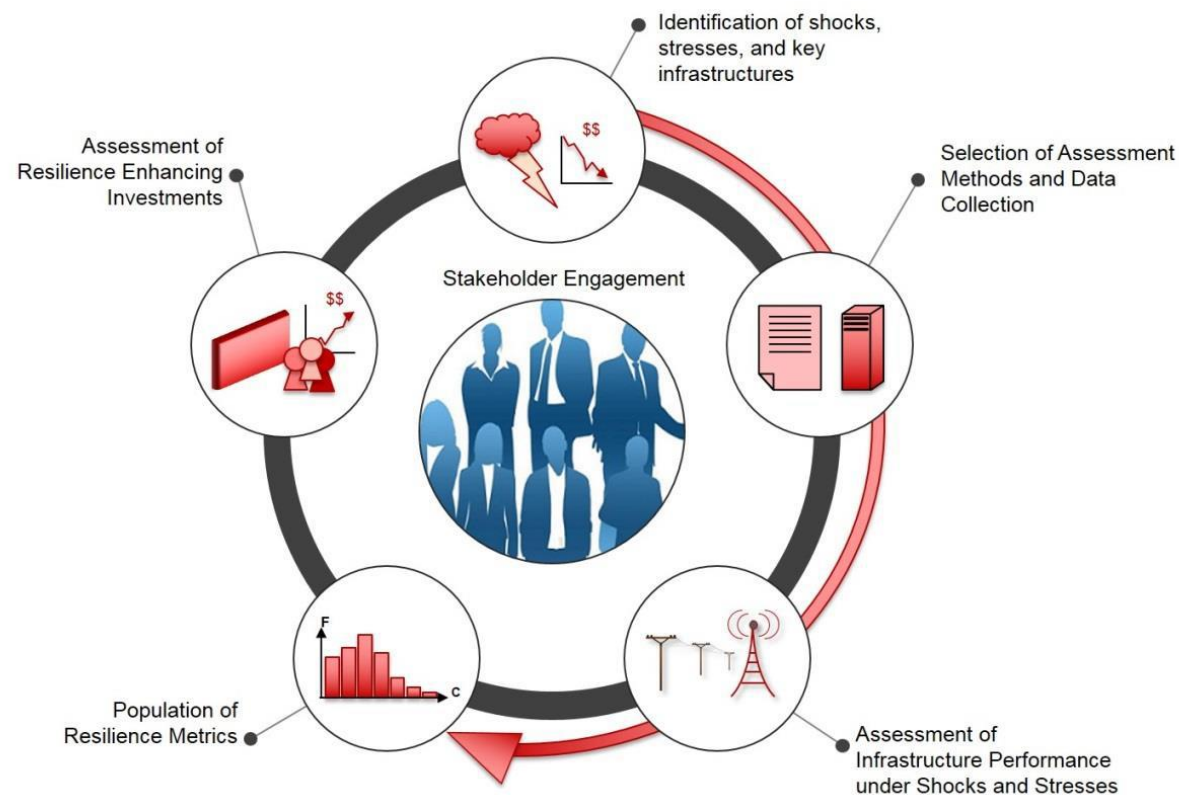 Identification of shocks,
stresses, and key
infrastructures
$$
Assessment of
Resilience Enhancing
Investments
Selection of Assessment
Methods and Data
Collection
Stakeholder Engagement
$$
F
C
Population of
Resilience Metrics
Assessment of
Infrastructure Performance
under Shocks and Stresses